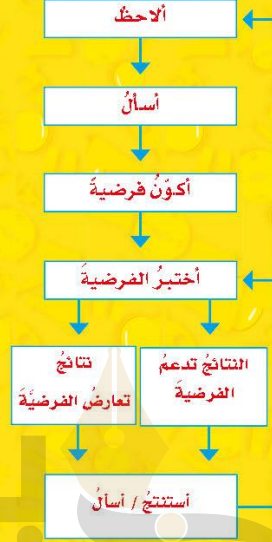 ألاحظُ
أسألُ
أكوّنُ فرضيةً
أختبرُ الفرضيةَ
النتائجُ تدعمُ
الفرضيةَ
نتائجُ
تعارضُ الفرضيَّةَ
أستنتجُ / أسألُ